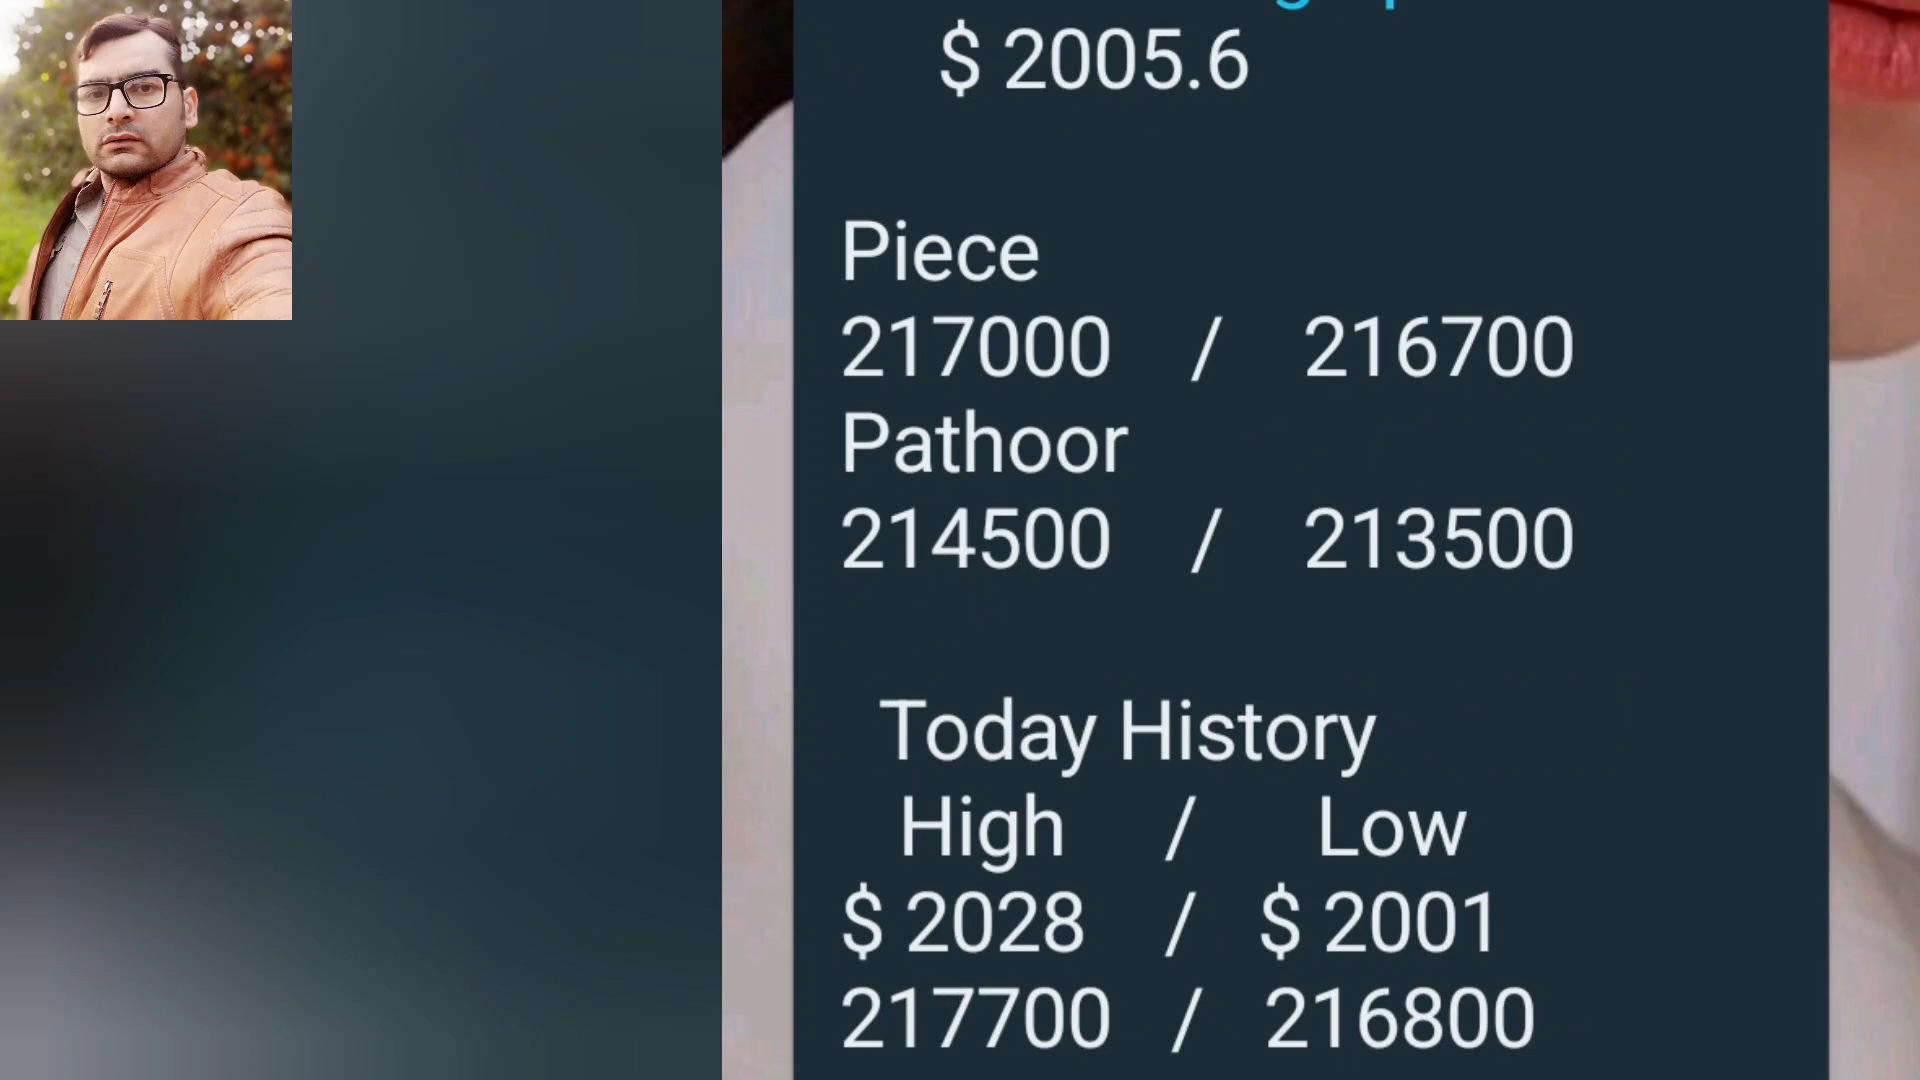 $ 2005.6
Piece
217000 / 216700
Pathoor
214500 / 213500
Today History
High / Low
$ 2028 / $ 2001
217700 / 216800